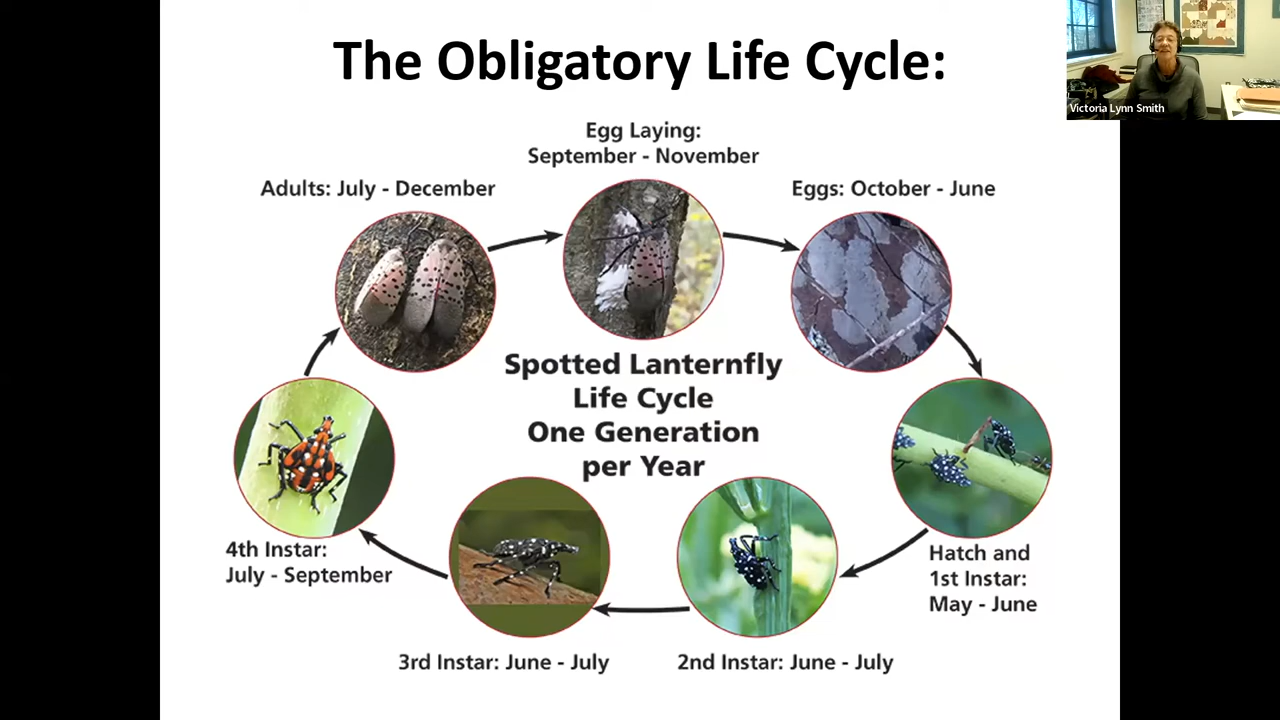 The Obligatory Life Cycle:
Victoria Lynn Smith
Egg Laying:
September - November
Adults: July - December
Eggs: October - June
Spotted Lanternfly
Life Cycle
One Generation
per Year
4th Instar:
July - September
Hatch and
1st Instar:
May - June
3rd Instar: June - July
2nd Instar: June - July